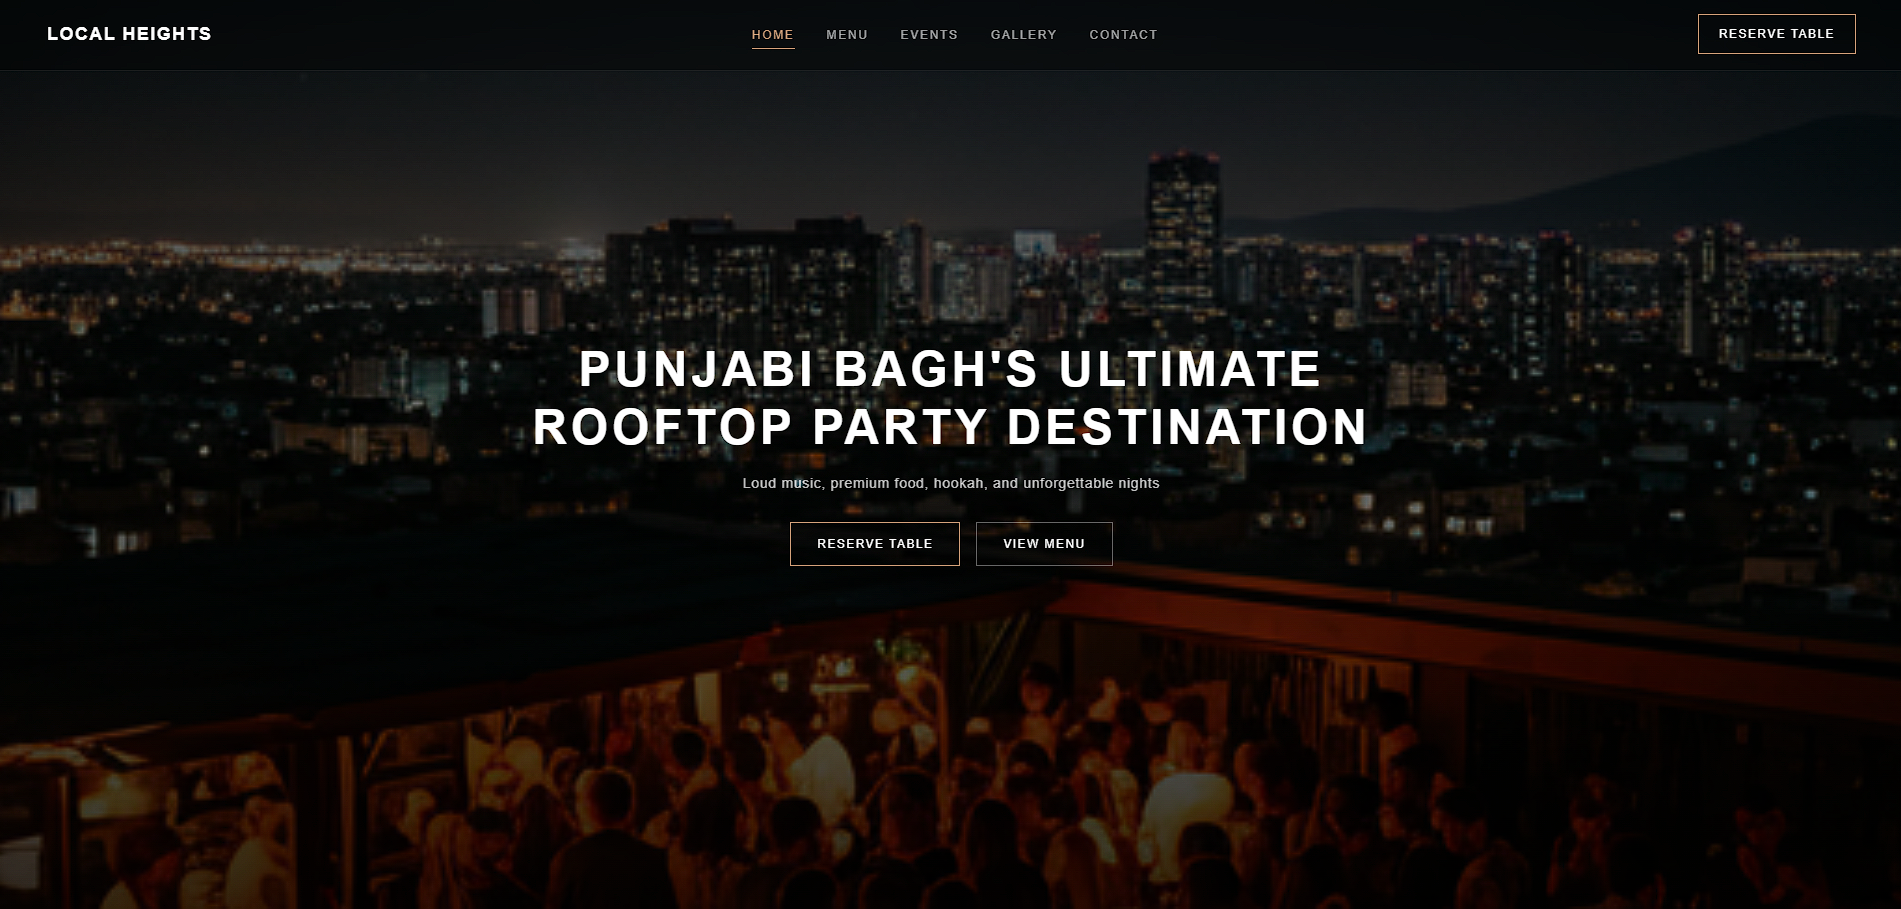 LOCAL HEIGHTS
HOME MENU EVENTS GALLERY CONTACT
RESERVE TABLE
PUNJABI BAGH'S ULTIMATE
ROOFTOP PARTY DESTINATION
Loud music, premium food, hookah, and unforgettable nights
RESERVE TABLE VIEW MENU